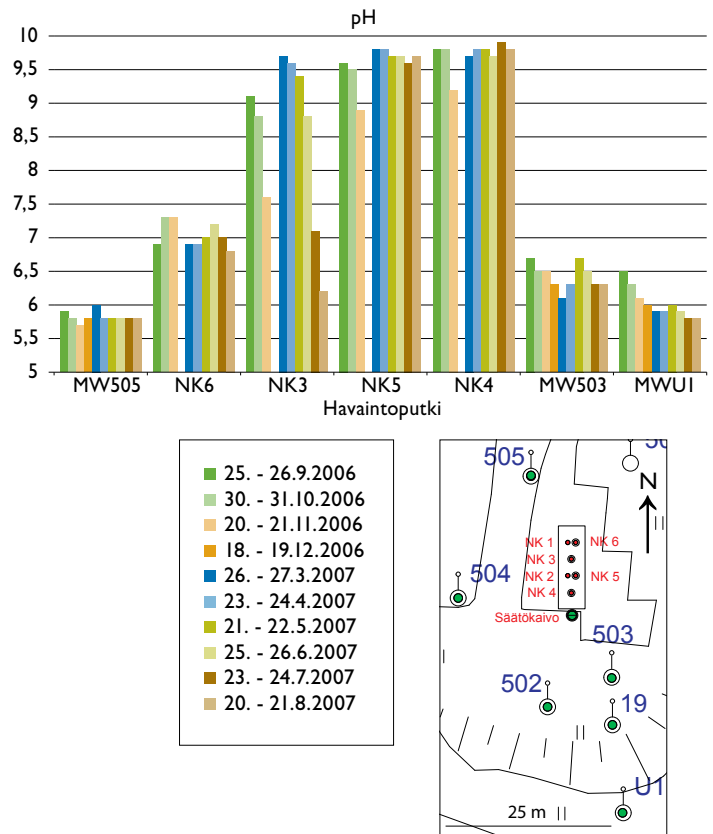 pH
10
9,5
9
8,5
8
7,5
7
6,5
6
5,5
5
MW505 NK6 NK3 NK5 NK4 MW503 MWU1
Havaintoputki
25. - 26.9.2006
30. - 31.10.2006
20. - 21.11.2006
18. - 19.12.2006
26. - 27.3.2007
23. - 24.4.2007
21. - 22.5.2007
25. - 26.6.2007
23. - 24.7.2007
20. - 21.8.2007
505
N
NK 1 NK 6
NK 3
504 NK 2 NK 5
NK 4
Säätökaivo
503
502
19
U1
25 m